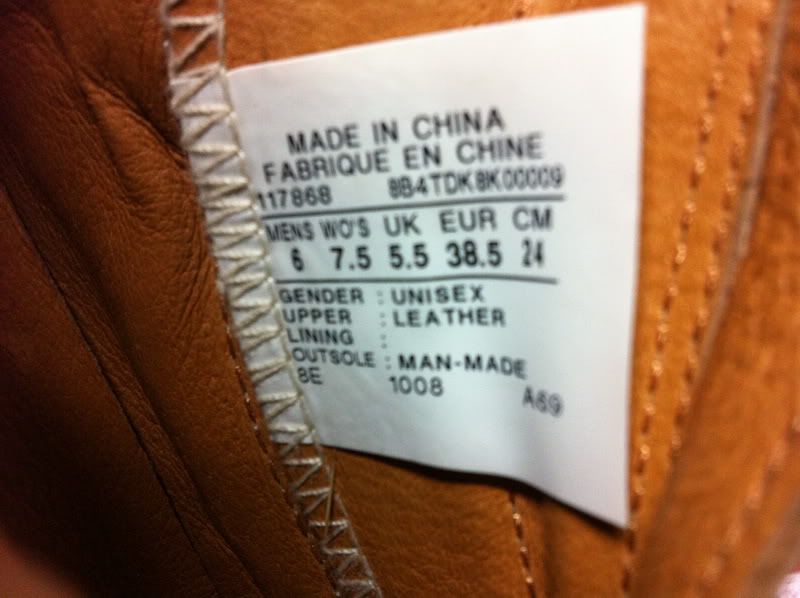 MADE IN CHINA
FABRIQUE EN CHINE
117868 8B4TDK8K00009
MENS WO'S UK EUR CM
6 7.5 5.5 38.5 24
GENDER : UNISEX
UPPER : LEATHER
LINING :
OUTSOLE : MAN-MADE
8E 1008 A69